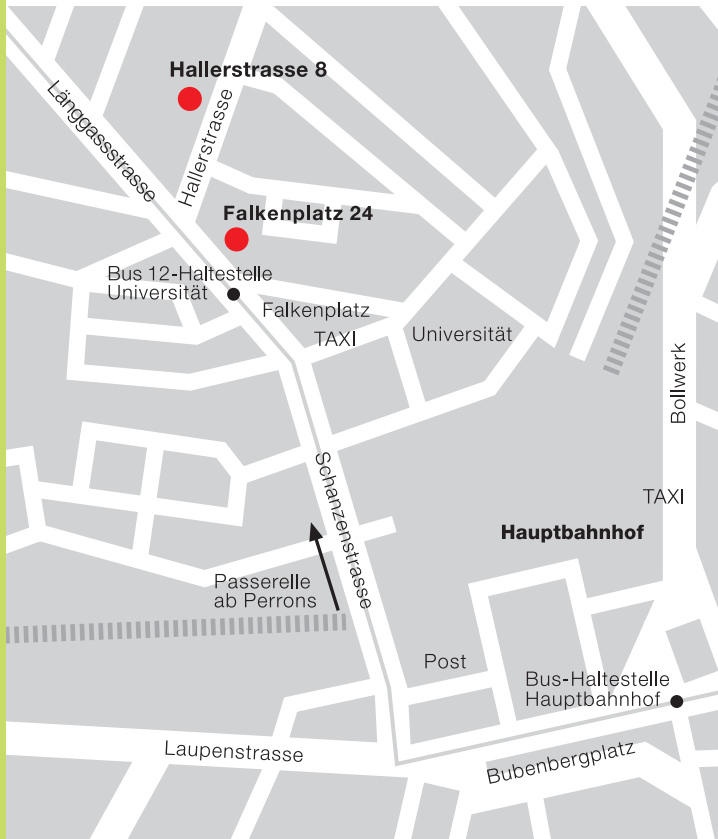 Hallerstrasse 8
Länggassstrasse
Hallerstrasse
Falkenplatz 24
Bus 12-Haltestelle
Universität
Falkenplatz
TAXI
Universität
Bollwerk
Schanzenstrasse
TAXI
Hauptbahnhof
Passerelle
ab Perrons
Post
Bus-Haltestelle
Hauptbahnhof
Laupenstrasse
Bubenbergplatz